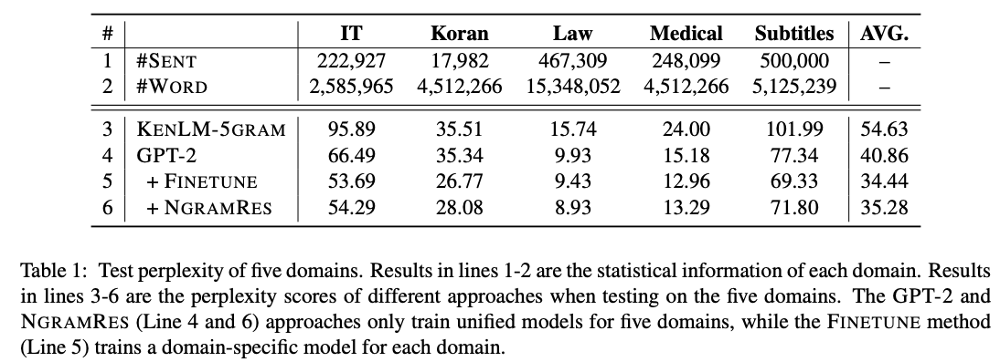 # IT Koran Law Medical Subtitles AVG.
1 #SENT 222,927 17,982 467,309 248,099 500,000 –
2 #WORD 2,585,965 4,512,266 15,348,052 4,512,266 5,125,239 –
3 KENLM-5GRAM 95.89 35.51 15.74 24.00 101.99 54.63
4 GPT-2 66.49 35.34 9.93 15.18 77.34 40.86
5 + FINETUNE 53.69 26.77 9.43 12.96 69.33 34.44
6 + NGRAMRES 54.29 28.08 8.93 13.29 71.80 35.28
Table 1: Test perplexity of five domains. Results in lines 1-2 are the statistical information of each domain. Results
in lines 3-6 are the perplexity scores of different approaches when testing on the five domains. The GPT-2 and
NGRAMRES (Line 4 and 6) approaches only train unified models for five domains, while the FINETUNE method
(Line 5) trains a domain-specific model for each domain.